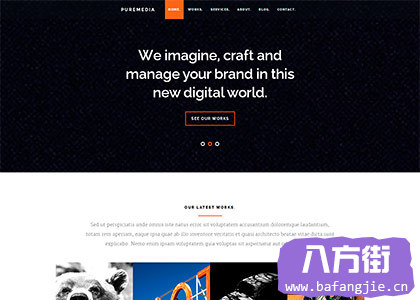 PUREMEDIA HOME. WORKS. SERVICES. ABOUT. BLOG. CONTACT.
We imagine, craft and
manage your brand in this
new digital world.
SEE OUR WORKS
OUR LATEST WORKS
Sed ut perspiciatis unde omnis iste natus error sit voluptatem accusantium doloremque laudantium,
totam rem aperiam, eaque ipsa quae ab illo inventore veritatis et quasi architecto beatae vitae dicta sunt
explicabo. Nemo enim ipsam voluptatem quia voluptas sit aspernatur aut
八方街
www.bafangjie.cn